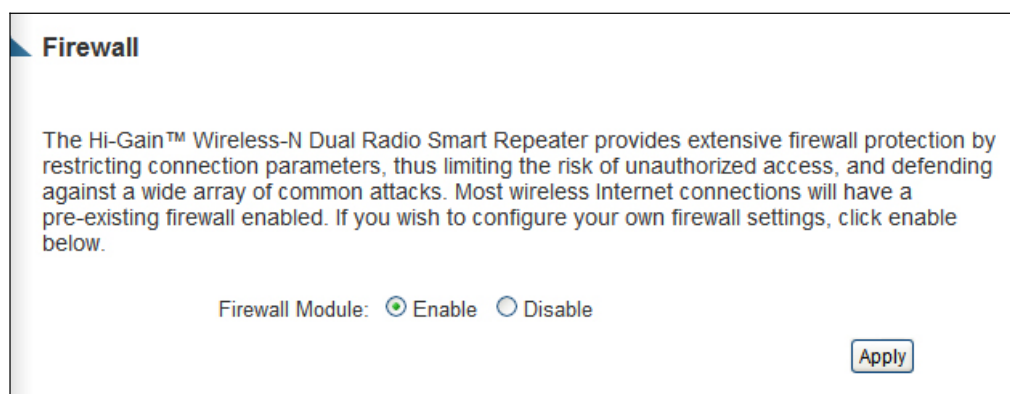 Firewall
The Hi-Gain™ Wireless-N Dual Radio Smart Repeater provides extensive firewall protection by
restricting connection parameters, thus limiting the risk of unauthorized access, and defending
against a wide array of common attacks. Most wireless Internet connections will have a
pre-existing firewall enabled. If you wish to configure your own firewall settings, click enable
below.
Firewall Module: Enable Disable
Apply